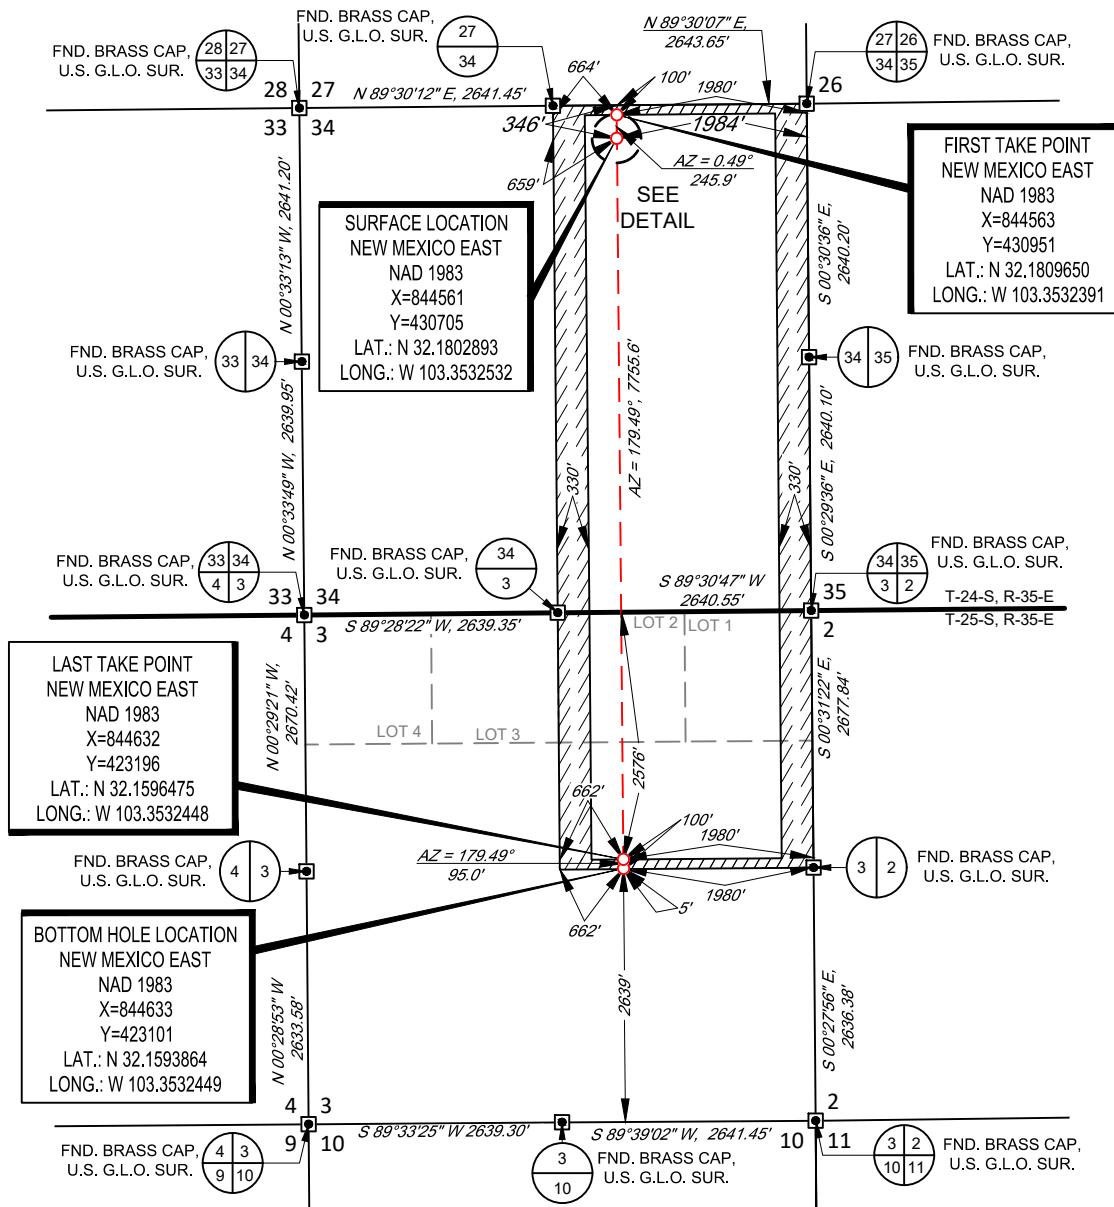 FND. BRASS CAP,
U.S. G.L.O. SUR.
28 27
33 34
FND. BRASS CAP,
U.S. G.L.O. SUR.
27
34
N 89°30'07" E,
2643.65'
27 26
34 35
FND. BRASS CAP,
U.S. G.L.O. SUR.
28 27
33 34
N 89°30'12" E, 2641.45'
664'
100'
1980'
26
346'
1984'
659'
AZ = 0.49°
245.9'
SEE
DETAIL
FIRST TAKE POINT
NEW MEXICO EAST
NAD 1983
X=844563
Y=430951
LAT.: N 32.1809650
LONG.: W 103.3532391
SURFACE LOCATION
NEW MEXICO EAST
NAD 1983
X=844561
Y=430705
LAT.: N 32.1802893
LONG.: W 103.3532532
N 00°33'13" W, 2641.20'
S 00°30'36" E,
2640.20'
FND. BRASS CAP,
U.S. G.L.O. SUR.
33 34
34 35
FND. BRASS CAP,
U.S. G.L.O. SUR.
AZ = 179.49°, 7755.6'
N 00°33'49" W, 2639.95'
330'
330'
S 00°29'36" E, 2640.10'
FND. BRASS CAP,
U.S. G.L.O. SUR.
33 34
4 3
FND. BRASS CAP,
U.S. G.L.O. SUR.
34
3
34 35
3 2
FND. BRASS CAP,
U.S. G.L.O. SUR.
33 34
4 3
S 89°28'22" W, 2639.35'
S 89°30'47" W
2640.55'
35
2
T-24-S, R-35-E
T-25-S, R-35-E
LOT 2
LOT 1
LOT 4
LOT 3
LAST TAKE POINT
NEW MEXICO EAST
NAD 1983
X=844632
Y=423196
LAT.: N 32.1596475
LONG.: W 103.3532448
N 00°29'21" W,
2670.42'
S 00°31'22" E,
2677.84'
2576'
662'
100'
1980'
AZ = 179.49°
95.0'
FND. BRASS CAP,
U.S. G.L.O. SUR.
4 3
3 2
FND. BRASS CAP,
U.S. G.L.O. SUR.
662'
5'
1980'
BOTTOM HOLE LOCATION
NEW MEXICO EAST
NAD 1983
X=844633
Y=423101
LAT.: N 32.1593864
LONG.: W 103.3532449
N 00°28'53" W
2633.58'
2639'
S 00°27'56" E,
2636.38'
4 3
9 10
S 89°33'25" W 2639.30'
S 89°39'02" W, 2641.45'
2
10 11
FND. BRASS CAP,
U.S. G.L.O. SUR.
4 3
9 10
3
10
FND. BRASS CAP,
U.S. G.L.O. SUR.
3 2
10 11
FND. BRASS CAP,
U.S. G.L.O. SUR.